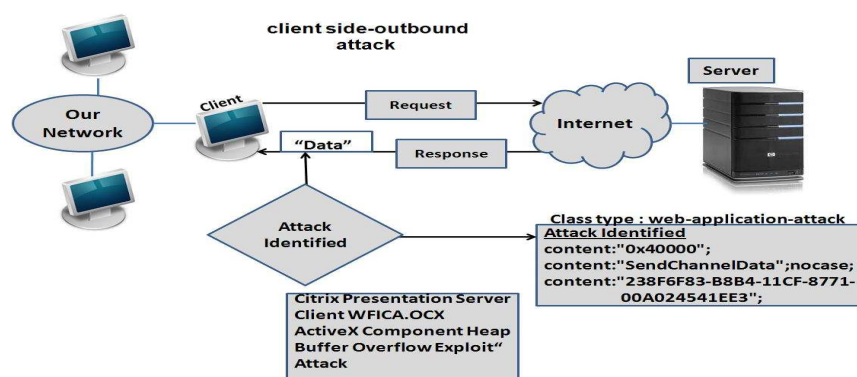 client side-outbound
attack
Server
Our
Network
Client
Request
Internet
"Data"
Response
Attack
Identified
Class type : web-application-attack
Attack Identified
content:"0x40000";
content:"SendChannelData";nocase;
content:"238F6F83-B8B4-11CF-8771-
00A024541EE3";
Citrix Presentation Server
Client WFICA.OCX
ActiveX Component Heap
Buffer Overflow Exploit“
Attack
hp